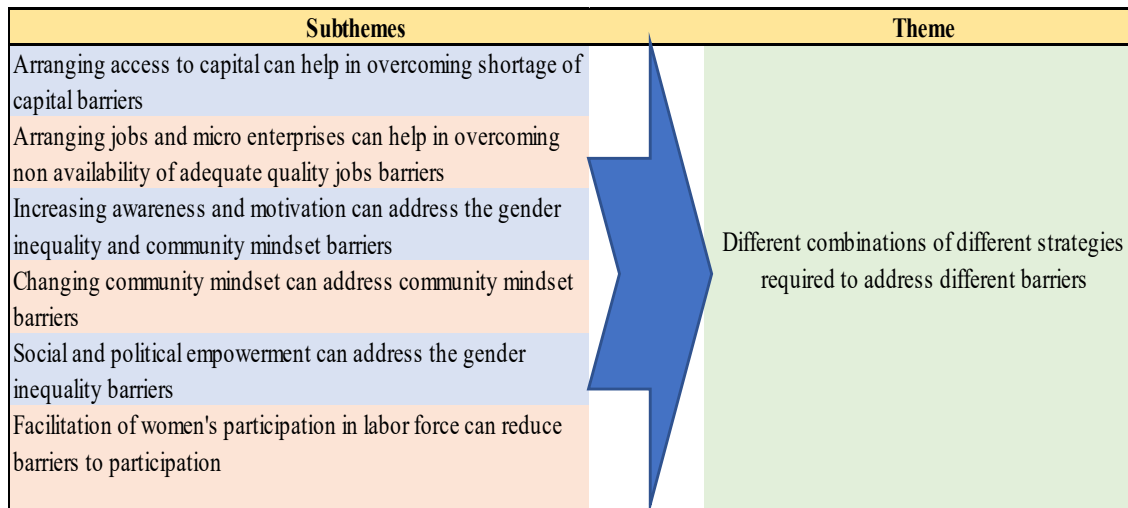 Subthemes
Theme
Arranging access to capital can help in overcoming shortage of
capital barriers
Arranging jobs and micro enterprises can help in overcoming
non availability of adequate quality jobs barriers
Increasing awareness and motivation can address the gender
inequality and community mindset barriers
Changing community mindset can address community mindset
barriers
Social and political empowerment can address the gender
inequality barriers
Facilitation of women's participation in labor force can reduce
barriers to participation
Different combinations of different strategies
required to address different barriers